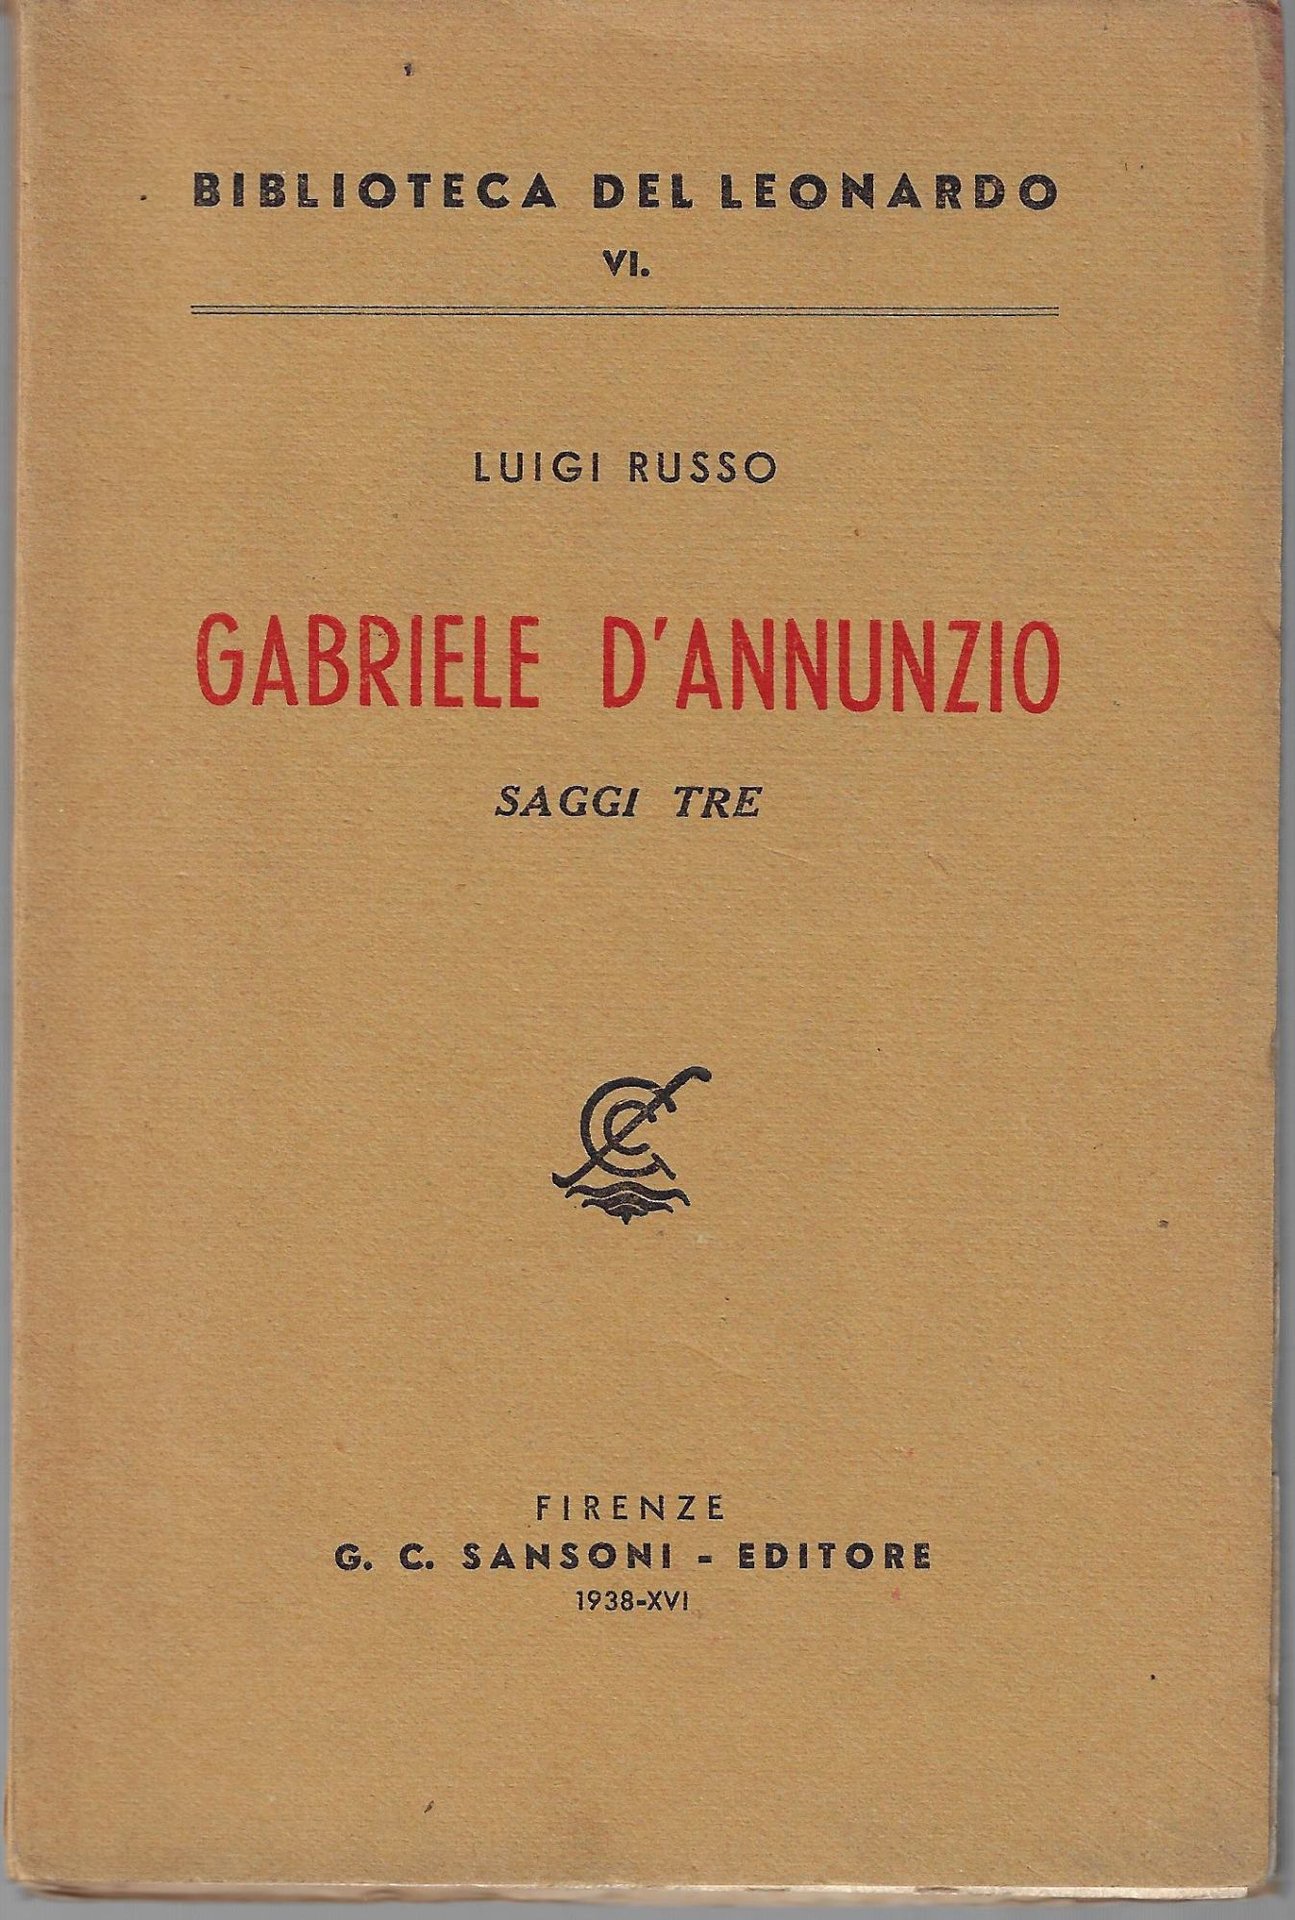 BIBLIOTECA DEL LEONARDO
VI.
LUIGI RUSSO
GABRIELE D'ANNUNZIO
SAGGI TRE
FIRENZE
G. C. SANSONI - EDITORE
1938-XVI